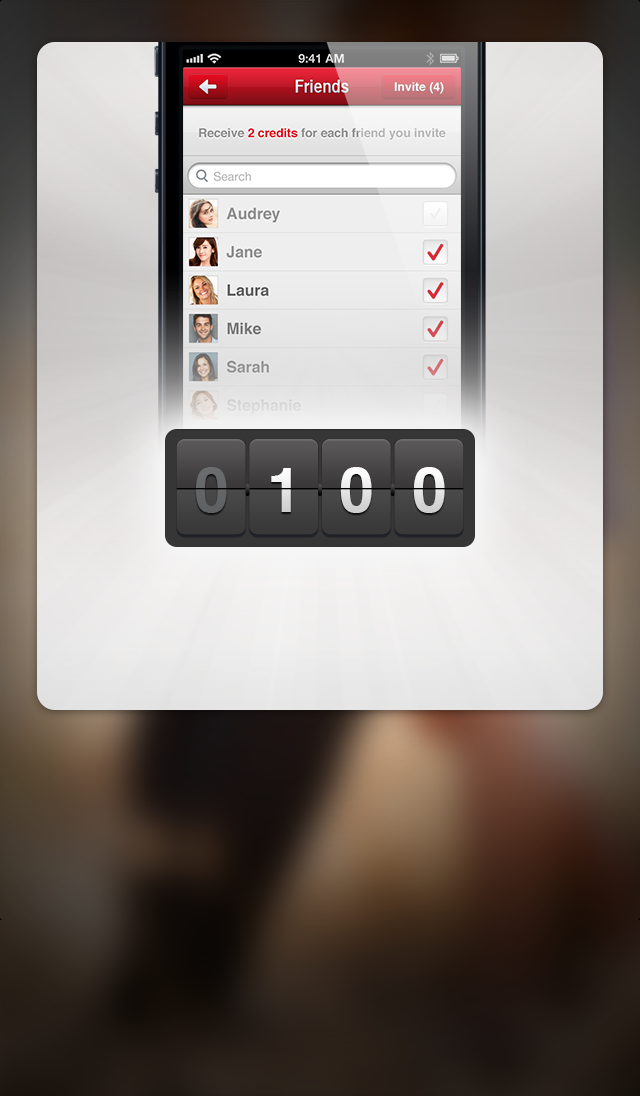 9:41 AM
Friends
Invite (4)
Receive 2 credits for each friend you invite
Search
Audrey
Jane
Laura
Mike
Sarah
Stephanie
0 1 0 0